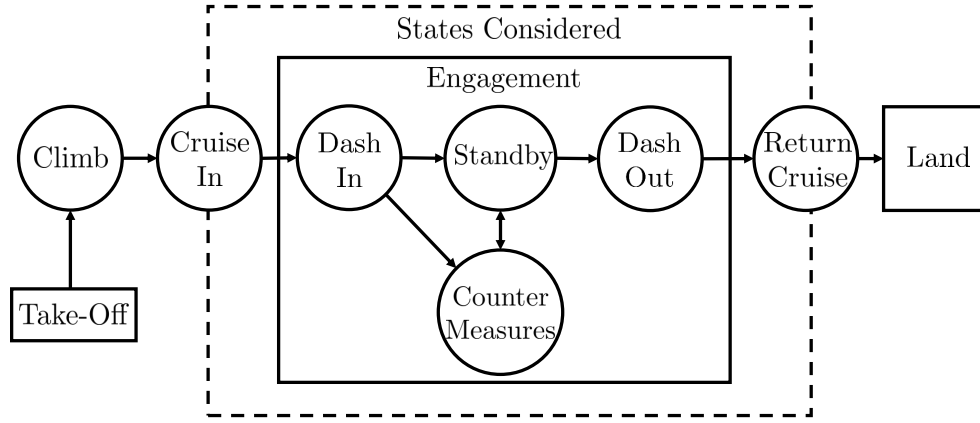 States Considered
Engagement
Climb
Cruise
In
Dash
In
Standby
Dash
Out
Return
Cruise
Land
Take-Off
Counter
Measures